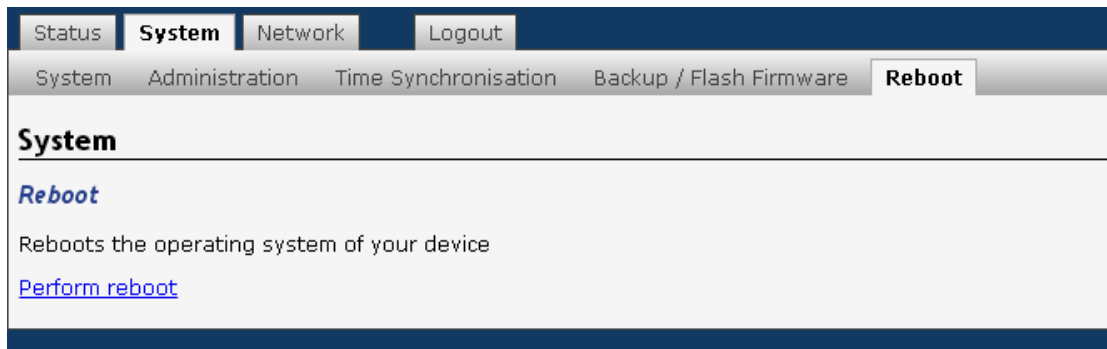 Status System Network Logout
System Administration Time Synchronisation Backup / Flash Firmware Reboot
System
Reboot
Reboots the operating system of your device
Perform reboot